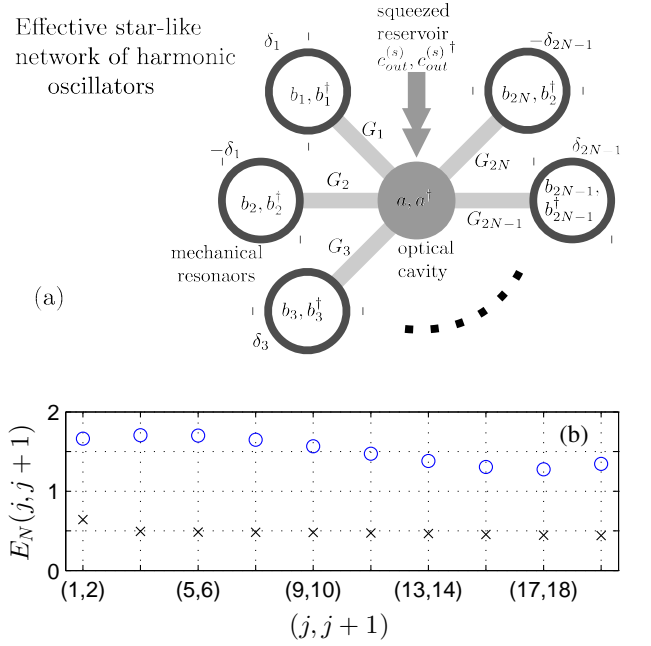 Effective star-like
network of harmonic
oscillators
squeezed
reservoir
c_{out}^{(s)}, c_{out}^{(s)†}
δ_1
-δ_{2N-1}
b_1, b_1^†
b_{2N}, b_2^†
G_1
G_{2N}
-δ_1
δ_{2N-1}
b_2, b_2^†
G_2
a, a^†
G_{2N-1}
b_{2N-1},
b_{2N-1}^†
mechanical
resonaors
G_3
optical
cavity
(a)
b_3, b_3^†
δ_3
(b)
E_N(j, j + 1)
2
1
0
(1,2) (5,6) (9,10) (13,14) (17,18)
(j, j + 1)